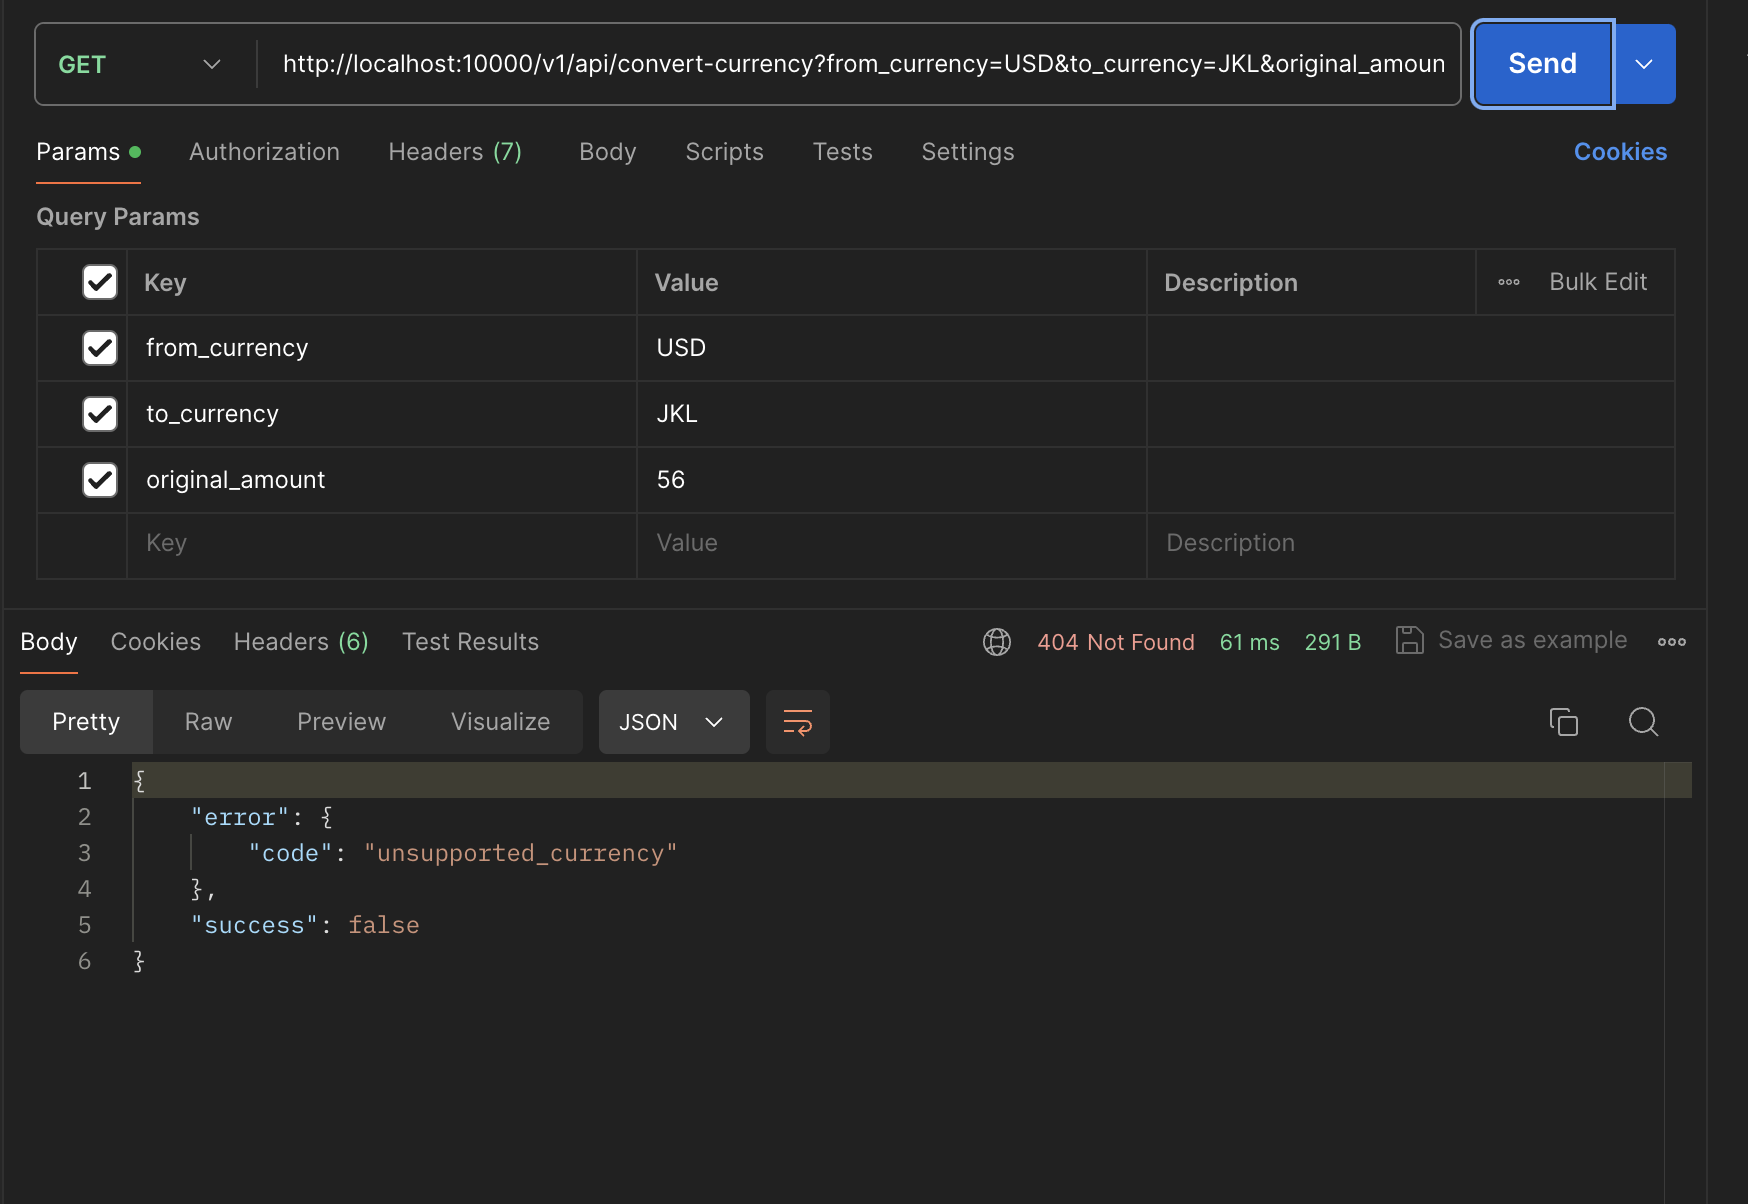 GET
http://localhost:10000/v1/api/convert-currency?from_currency=USD&to_currency=JKL&original_amoun
Send
Params Authorization Headers (7) Body Scripts Tests Settings Cookies
Query Params
Key Value Description Bulk Edit
from_currency USD
to_currency JKL
original_amount 56
Key Value Description
Body Cookies Headers (6) Test Results 404 Not Found 61 ms 291 B Save as example
Pretty Raw Preview Visualize JSON
1 {
2 "error": {
3 "code": "unsupported_currency"
4 },
5 "success": false
6 }